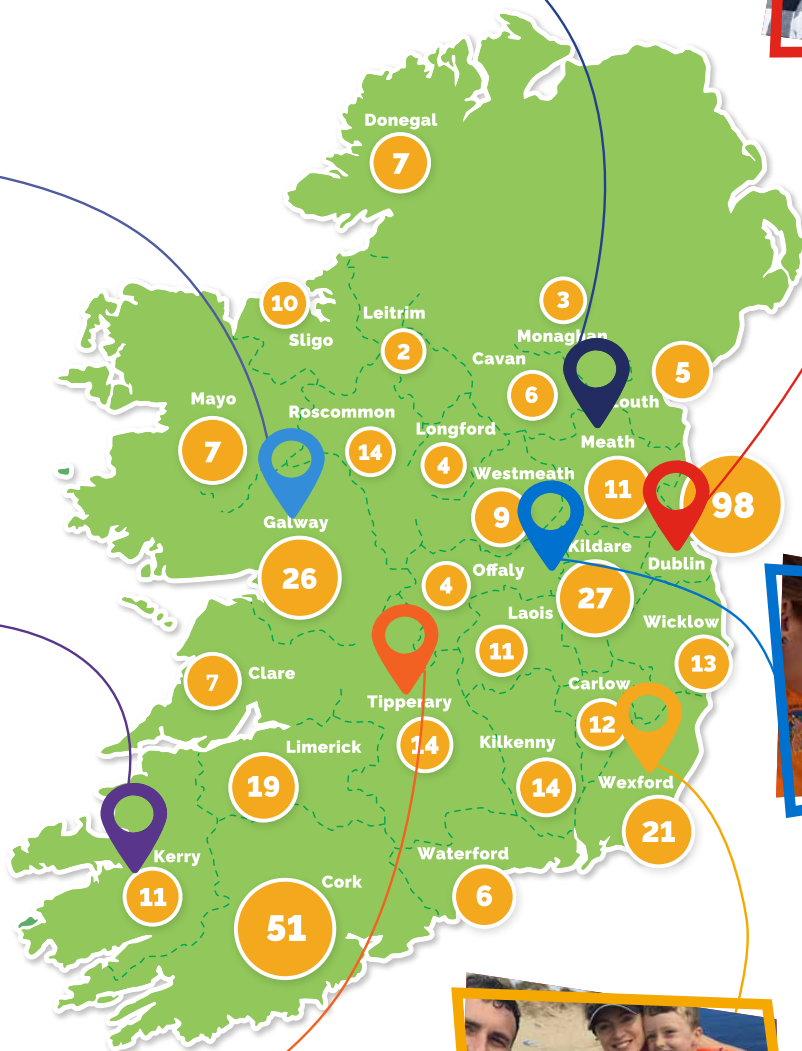 Donegal
7
10
Sligo
Leitrim
2
3
Monaghan
Cavan
6
5
outh
Mayo
7
Roscommon
14
Longford
4
Meath
11
Westmeath
9
98
Dublin
Galway
26
Kildare
27
Offaly
4
Laois
11
Wicklow
13
Clare
7
Tipperary
14
Carlow
12
Limerick
19
Kilkenny
14
Wexford
21
Kerry
11
Cork
51
Waterford
6